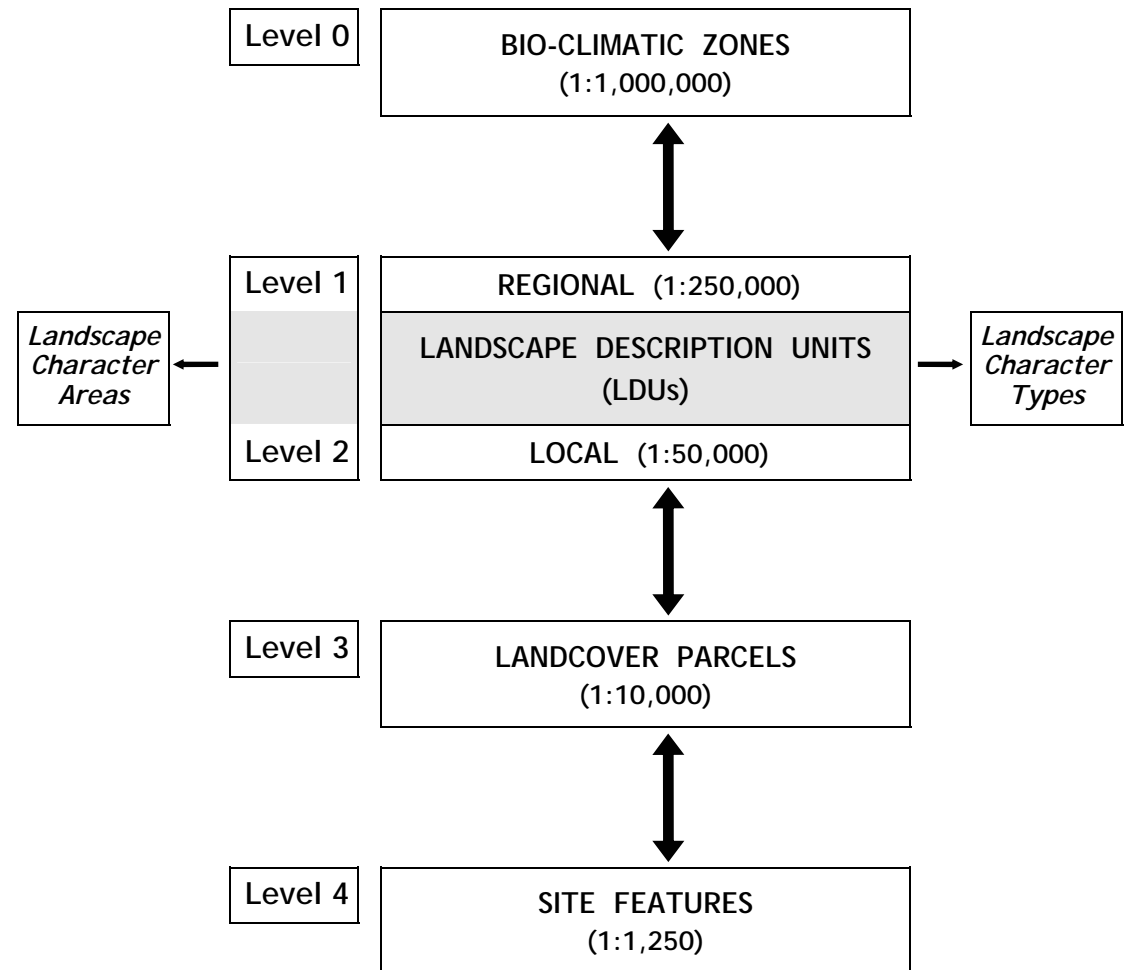 Level 0
BIO-CLIMATIC ZONES
(1:1,000,000)
Level 1
REGIONAL (1:250,000)
Landscape
Character
Areas
LANDSCAPE DESCRIPTION UNITS
(LDUs)
Landscape
Character
Types
Level 2
LOCAL (1:50,000)
Level 3
LANDCOVER PARCELS
(1:10,000)
Level 4
SITE FEATURES
(1:1,250)